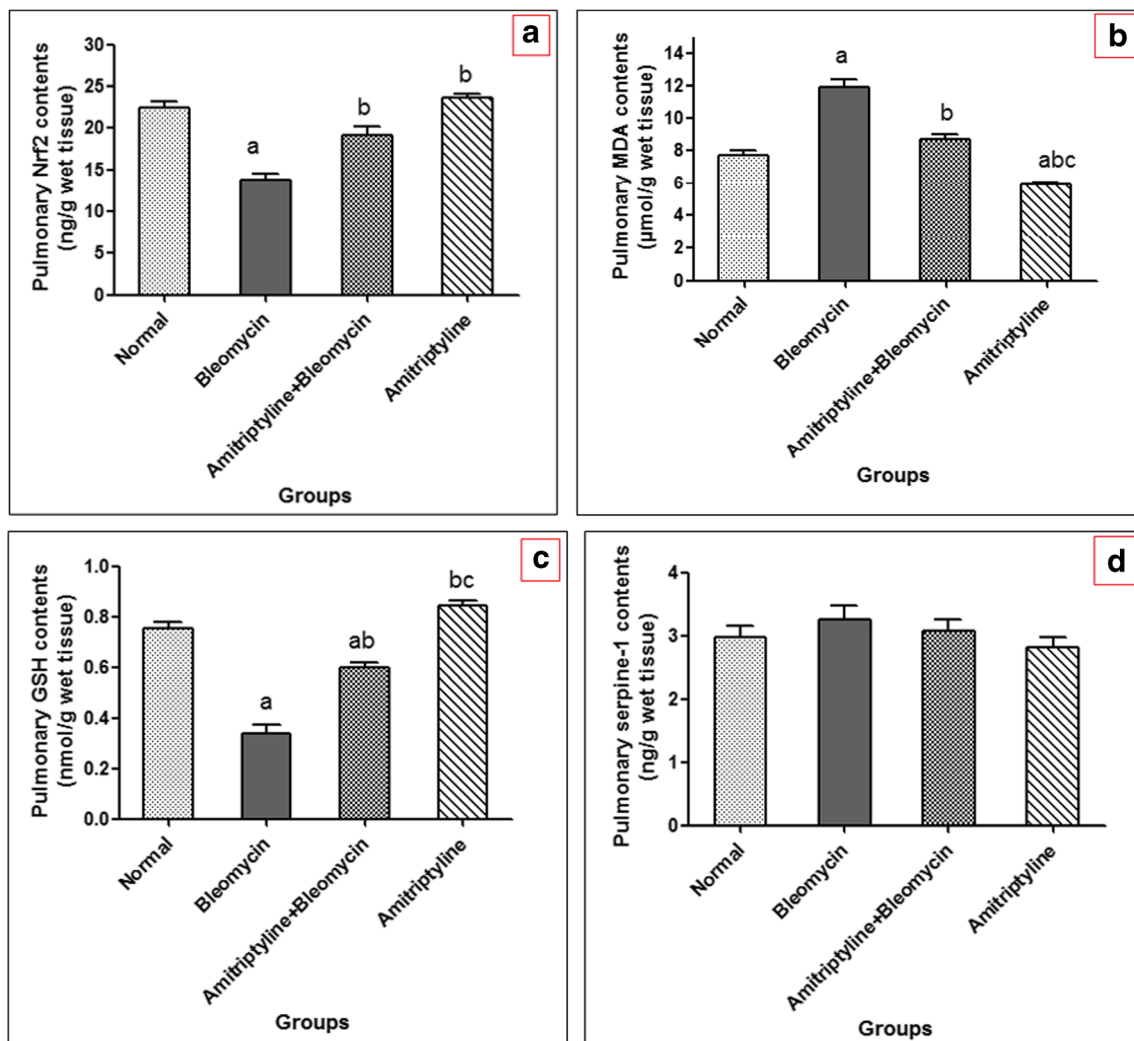 a
Pulmonary Nrf2 contents
(ng/g wet tissue)
30
25
20
15
10
5
0
a
b
b
Normal
Bleomycin
Amitriptyline+Bleomycin
Amitriptyline
Groups
b
Pulmonary MDA contents
(µmol/g wet tissue)
14
12
10
8
6
4
2
0
a
b
abc
Normal
Bleomycin
Amitriptyline+Bleomycin
Amitriptyline
Groups
c
Pulmonary GSH contents
(nmol/g wet tissue)
1.0
0.8
0.6
0.4
0.2
0.0
a
ab
bc
Normal
Bleomycin
Amitriptyline+Bleomycin
Amitriptyline
Groups
d
Pulmonary serpine-1 contents
(ng/g wet tissue)
4
3
2
1
0
Normal
Bleomycin
Amitriptyline+Bleomycin
Amitriptyline
Groups